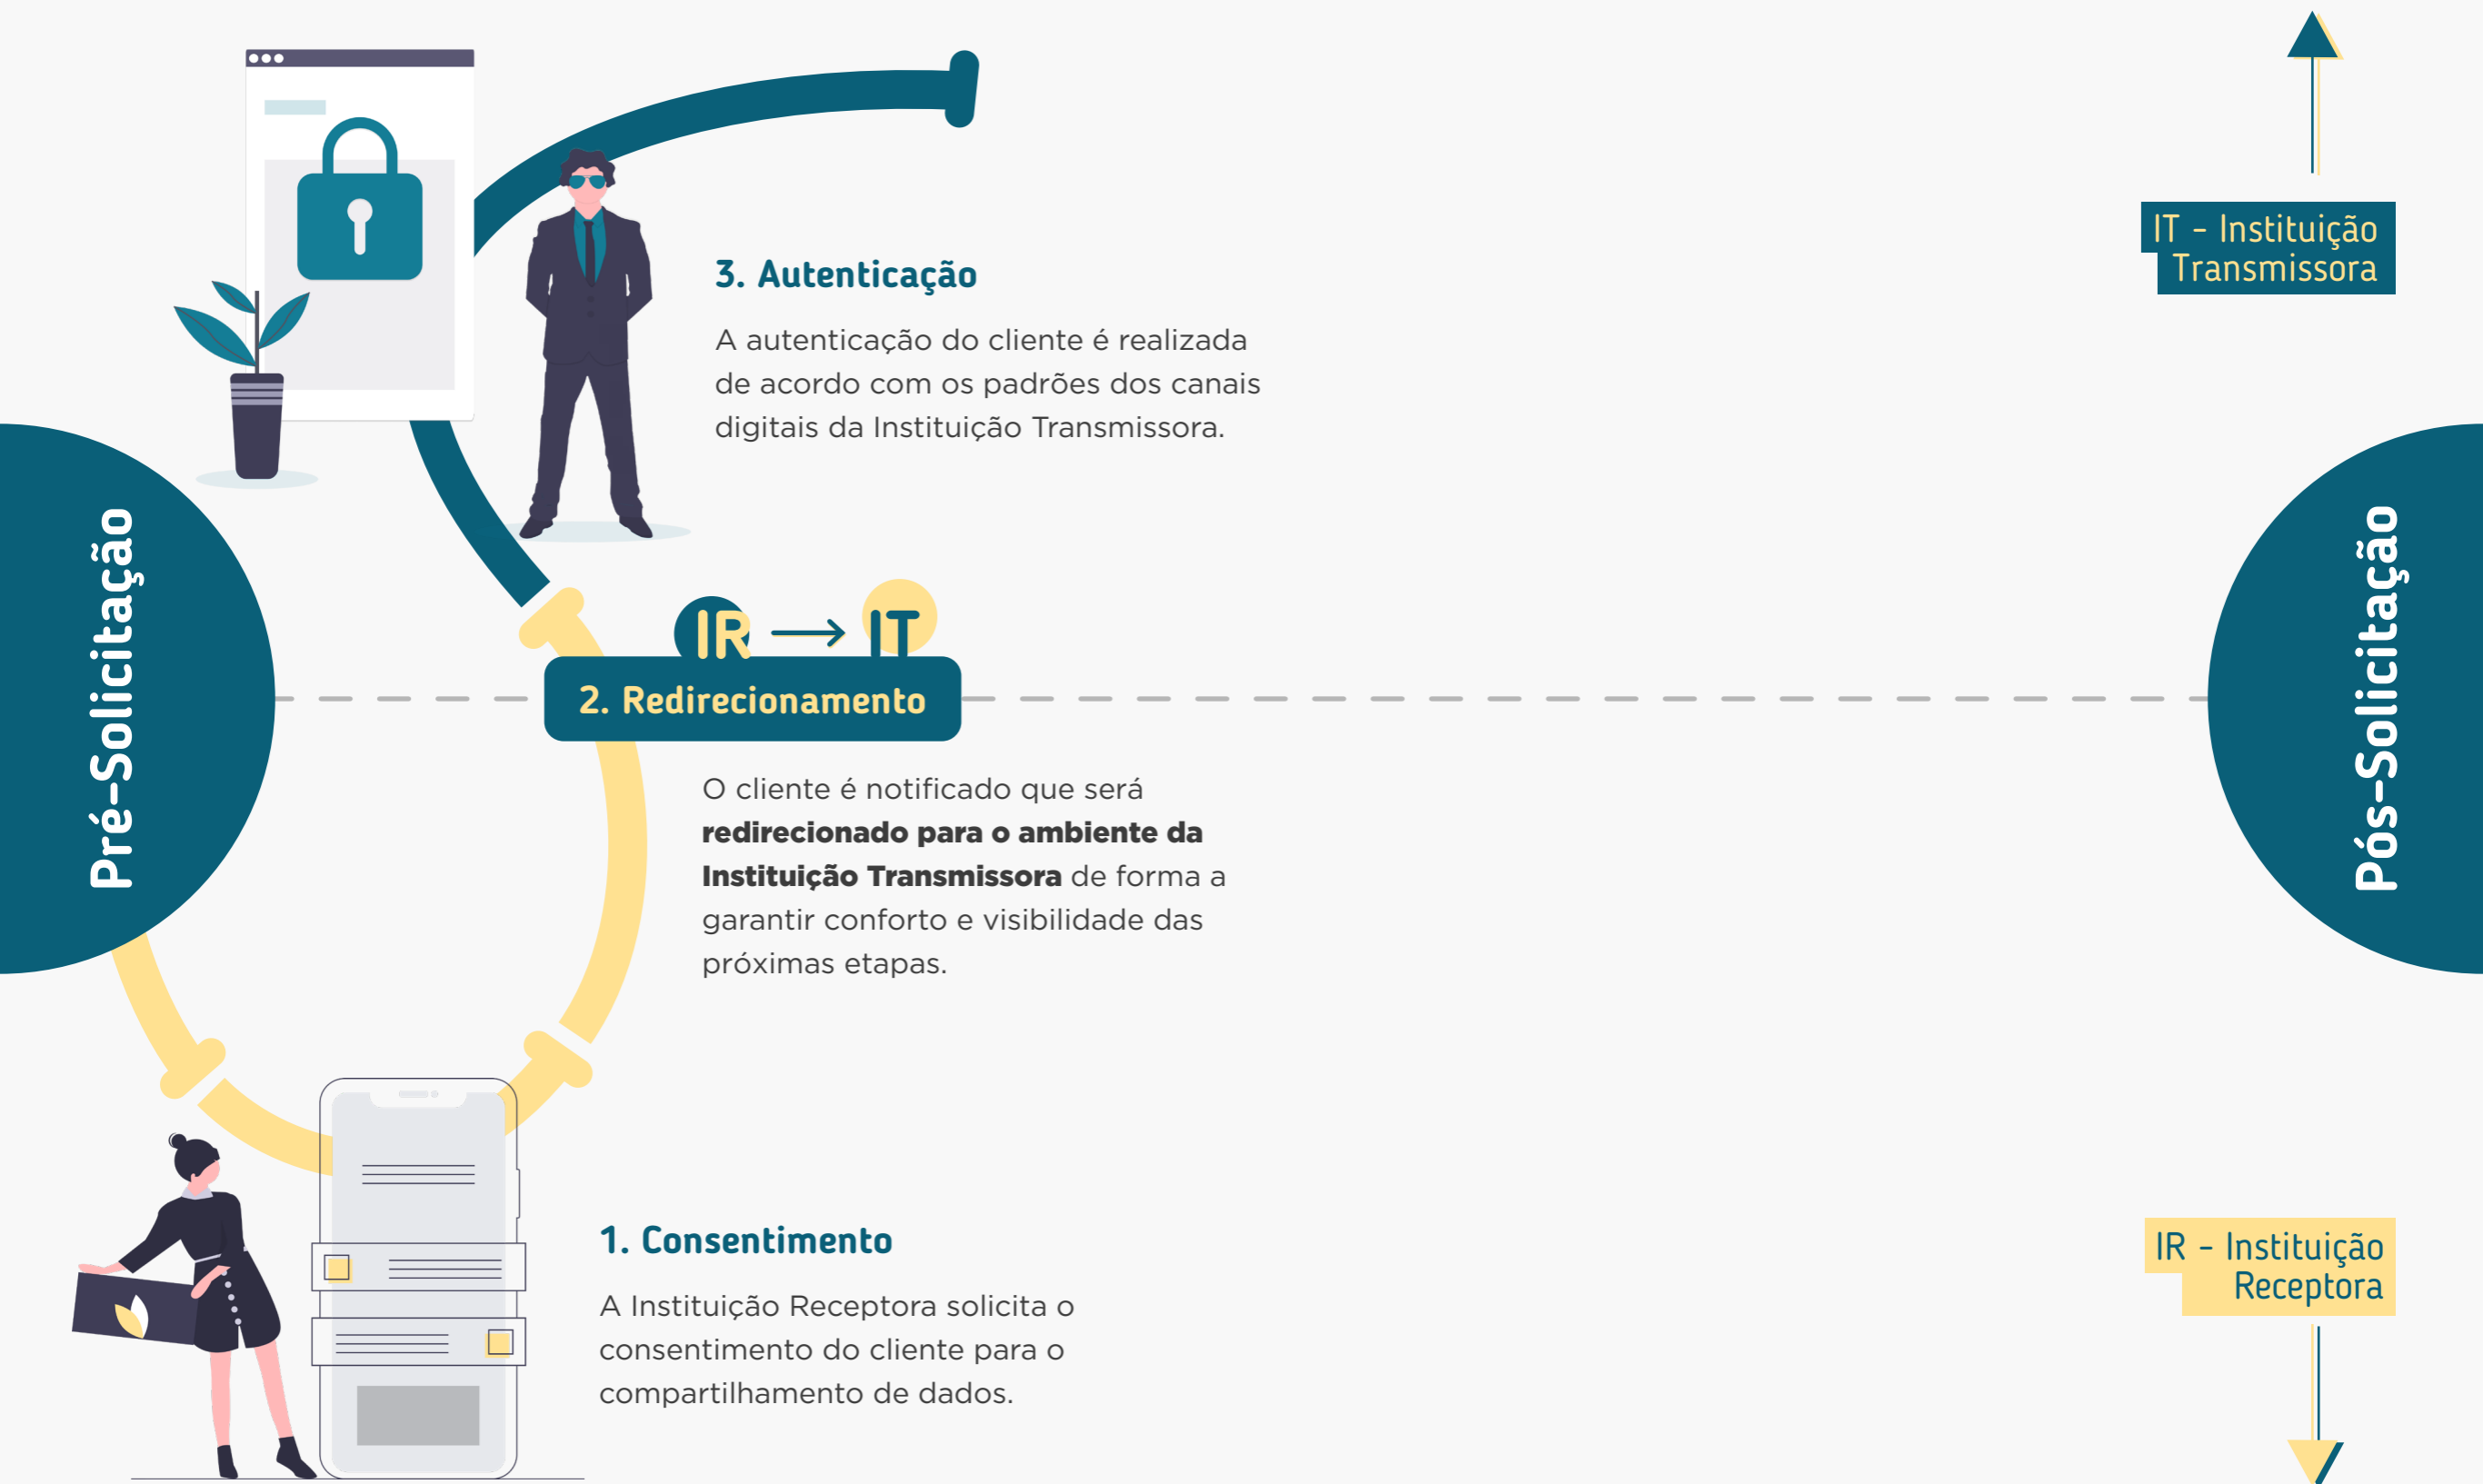 3. Autenticação
A autenticação do cliente é realizada
de acordo com os padrões dos canais
digitais da Instituição Transmissora.
IT - Instituição
Transmissora
Pré-Solicitação
IR → IT
2. Redirecionamento
O cliente é notificado que será
redirecionado para o ambiente da
Instituição Transmissora de forma a
garantir conforto e visibilidade das
próximas etapas.
Pós-Solicitação
1. Consentimento
A Instituição Receptora solicita o
consentimento do cliente para o
compartilhamento de dados.
IR - Instituição
Receptora